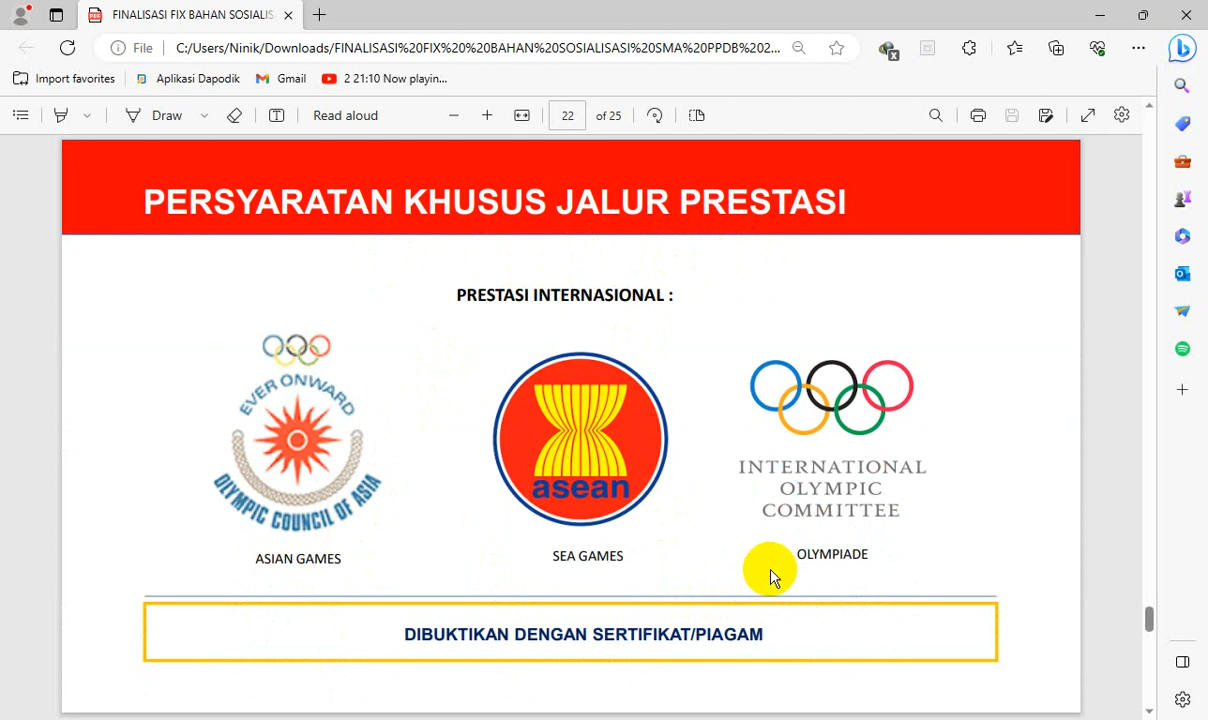 FINALISASI FIX BAHAN SOSIALIS
File
C:/Users/Ninik/Downloads/FINALISASI%20FIX%20%20BAHAN%20SOSIALISASI%20SMA%20PPDB%202...
Import favorites
Aplikasi Dapodik
Gmail
2 21:10 Now playin...
Draw
Read aloud
22
of 25
PERSYARATAN KHUSUS JALUR PRESTASI
PRESTASI INTERNASIONAL :
EVER ONWARD
OLYMPIC COUNCIL OF ASIA
asean
INTERNATIONAL
OLYMPIC
COMMITTEE
ASIAN GAMES
SEA GAMES
OLYMPIADE
DIBUKTIKAN DENGAN SERTIFIKAT/PIAGAM